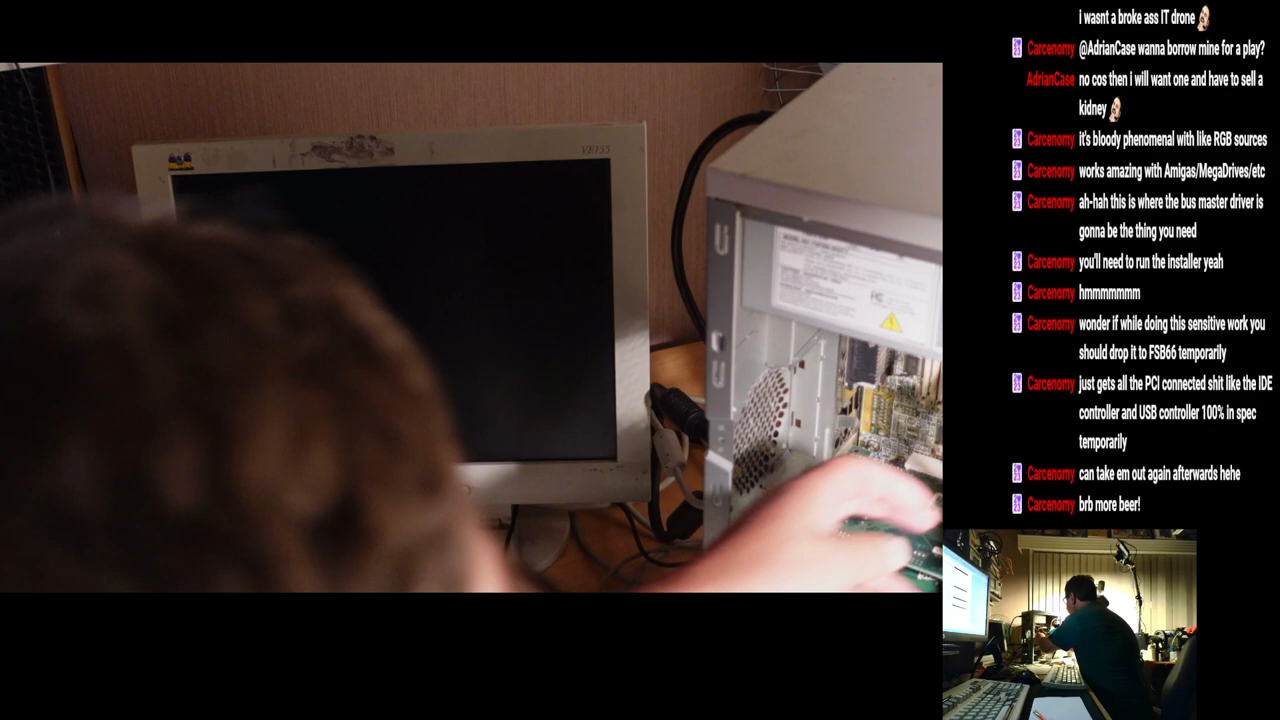 i wasnt a broke ass IT drone
Carcenomy @AdrianCase wanna borrow mine for a play?
AdrianCase no cos then i will want one and have to sell a
kidney
Carcenomy it's bloody phenomenal with like RGB sources
Carcenomy works amazing with Amigas/MegaDrives/etc
Carcenomy ah-hah this is where the bus master driver is
gonna be the thing you need
Carcenomy you'll need to run the installer yeah
Carcenomy hmmmmmmm
Carcenomy wonder if while doing this sensitive work you
should drop it to FSB66 temporarily
Carcenomy just gets all the PCI connected shit like the IDE
controller and USB controller 100% in spec
temporarily
Carcenomy can take em out again afterwards hehe
Carcenomy brb more beer!
VE155